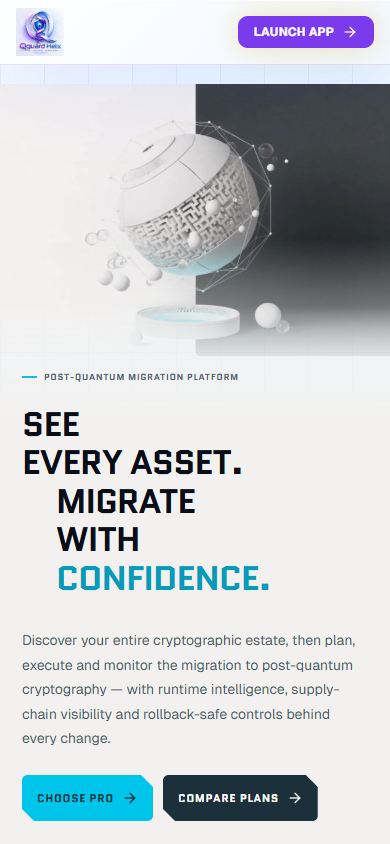 Qguard Helix
LAUNCH APP
POST-QUANTUM MIGRATION PLATFORM
SEE
EVERY ASSET.
MIGRATE
WITH
CONFIDENCE.
Discover your entire cryptographic estate, then plan,
execute and monitor the migration to post-quantum
cryptography — with runtime intelligence, supply-
chain visibility and rollback-safe controls behind
every change.
CHOOSE PRO
COMPARE PLANS